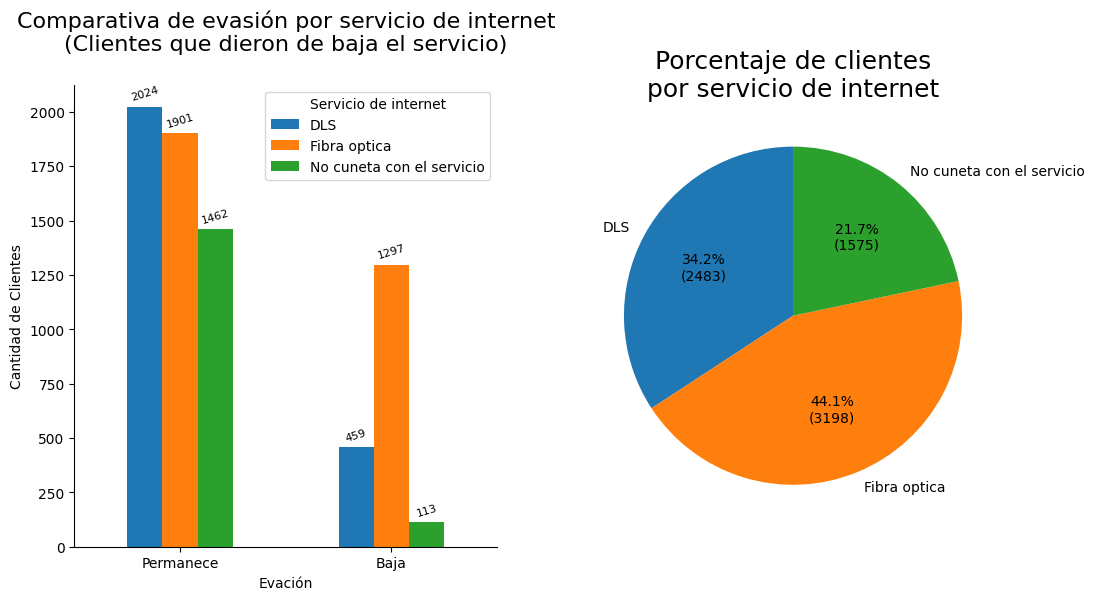 Comparativa de evasión por servicio de internet
(Clientes que dieron de baja el servicio)
Cantidad de Clientes
2000
1750
1500
1250
1000
750
500
250
0
2024
1901
1462
459
1297
113
Servicio de internet
DLS
Fibra optica
No cuneta con el servicio
Permanece
Baja
Evación
Porcentaje de clientes
por servicio de internet
DLS
34.2%
(2483)
Fibra optica
44.1%
(3198)
No cuneta con el servicio
21.7%
(1575)